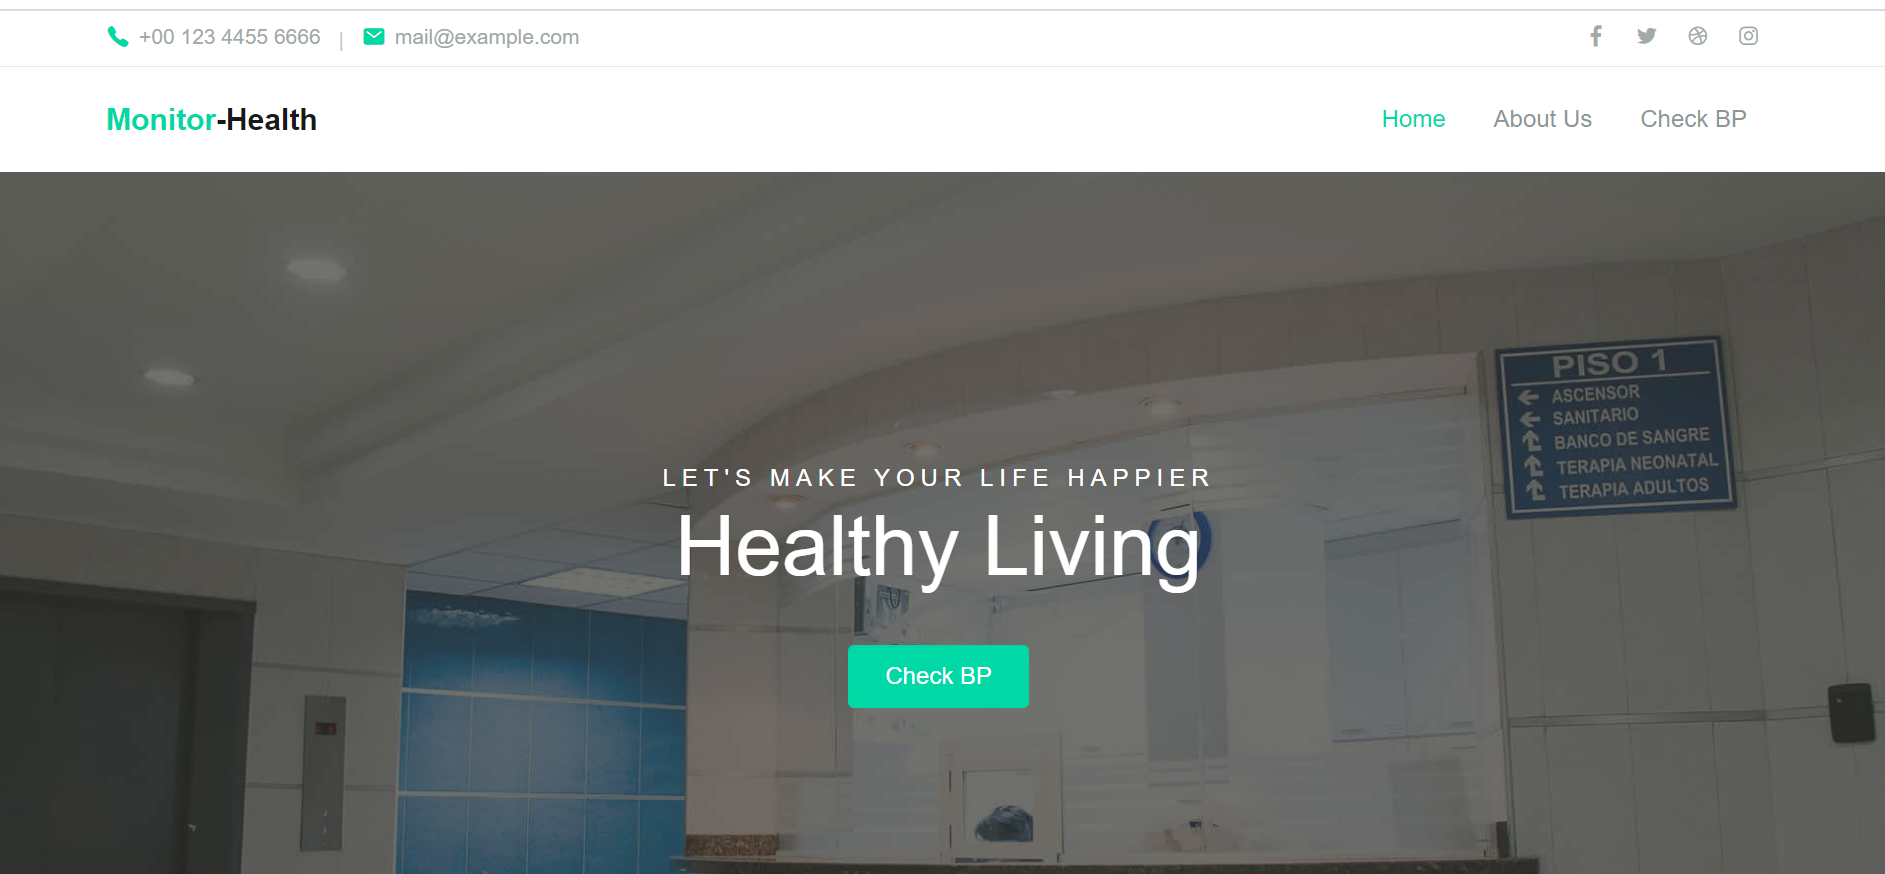 +00 123 4455 6666 | mail@example.com
Monitor-Health
Home About Us Check BP
PISO 1
ASCENSOR
SANITARIO
BANCO DE SANGRE
TERAPIA NEONATAL
TERAPIA ADULTOS
LET'S MAKE YOUR LIFE HAPPIER
Healthy Living
Check BP